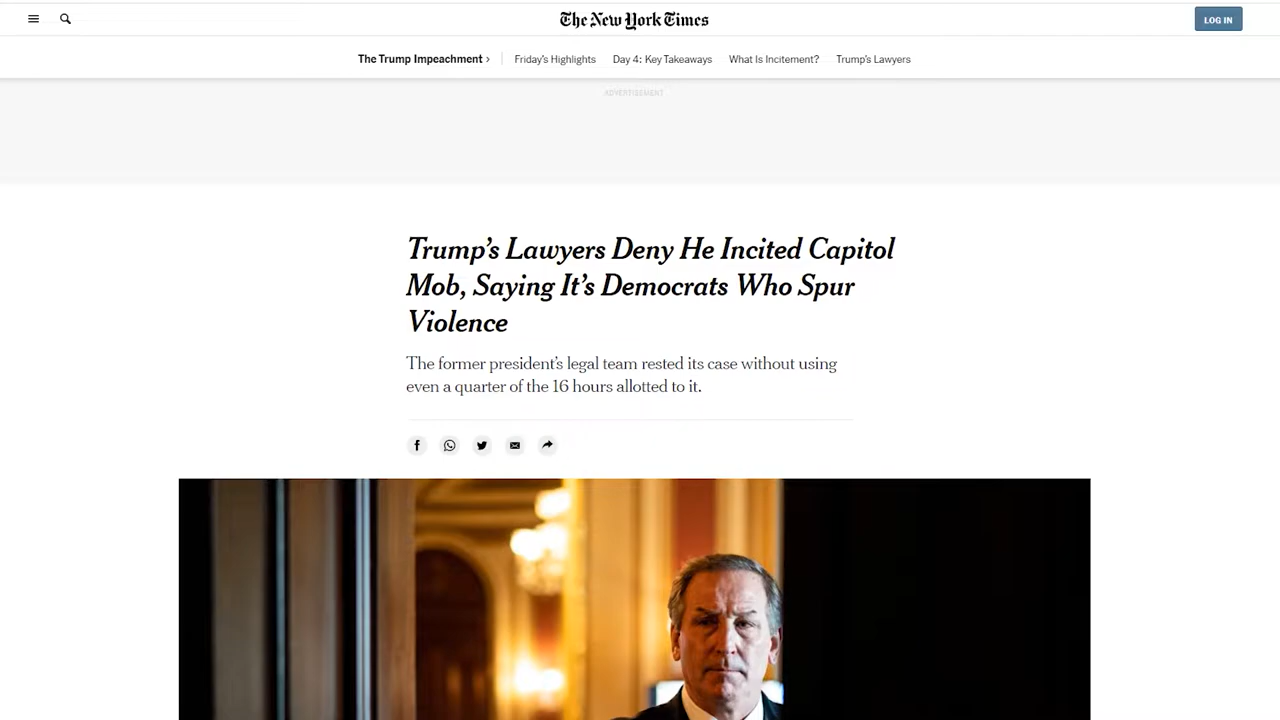 The New York Times
LOG IN
The Trump Impeachment ›
Friday's Highlights
Day 4: Key Takeaways
What Is Incitement?
Trump's Lawyers
ADVERTISEMENT
Trump's Lawyers Deny He Incited Capitol
Mob, Saying It's Democrats Who Spur
Violence
The former president's legal team rested its case without using
even a quarter of the 16 hours allotted to it.